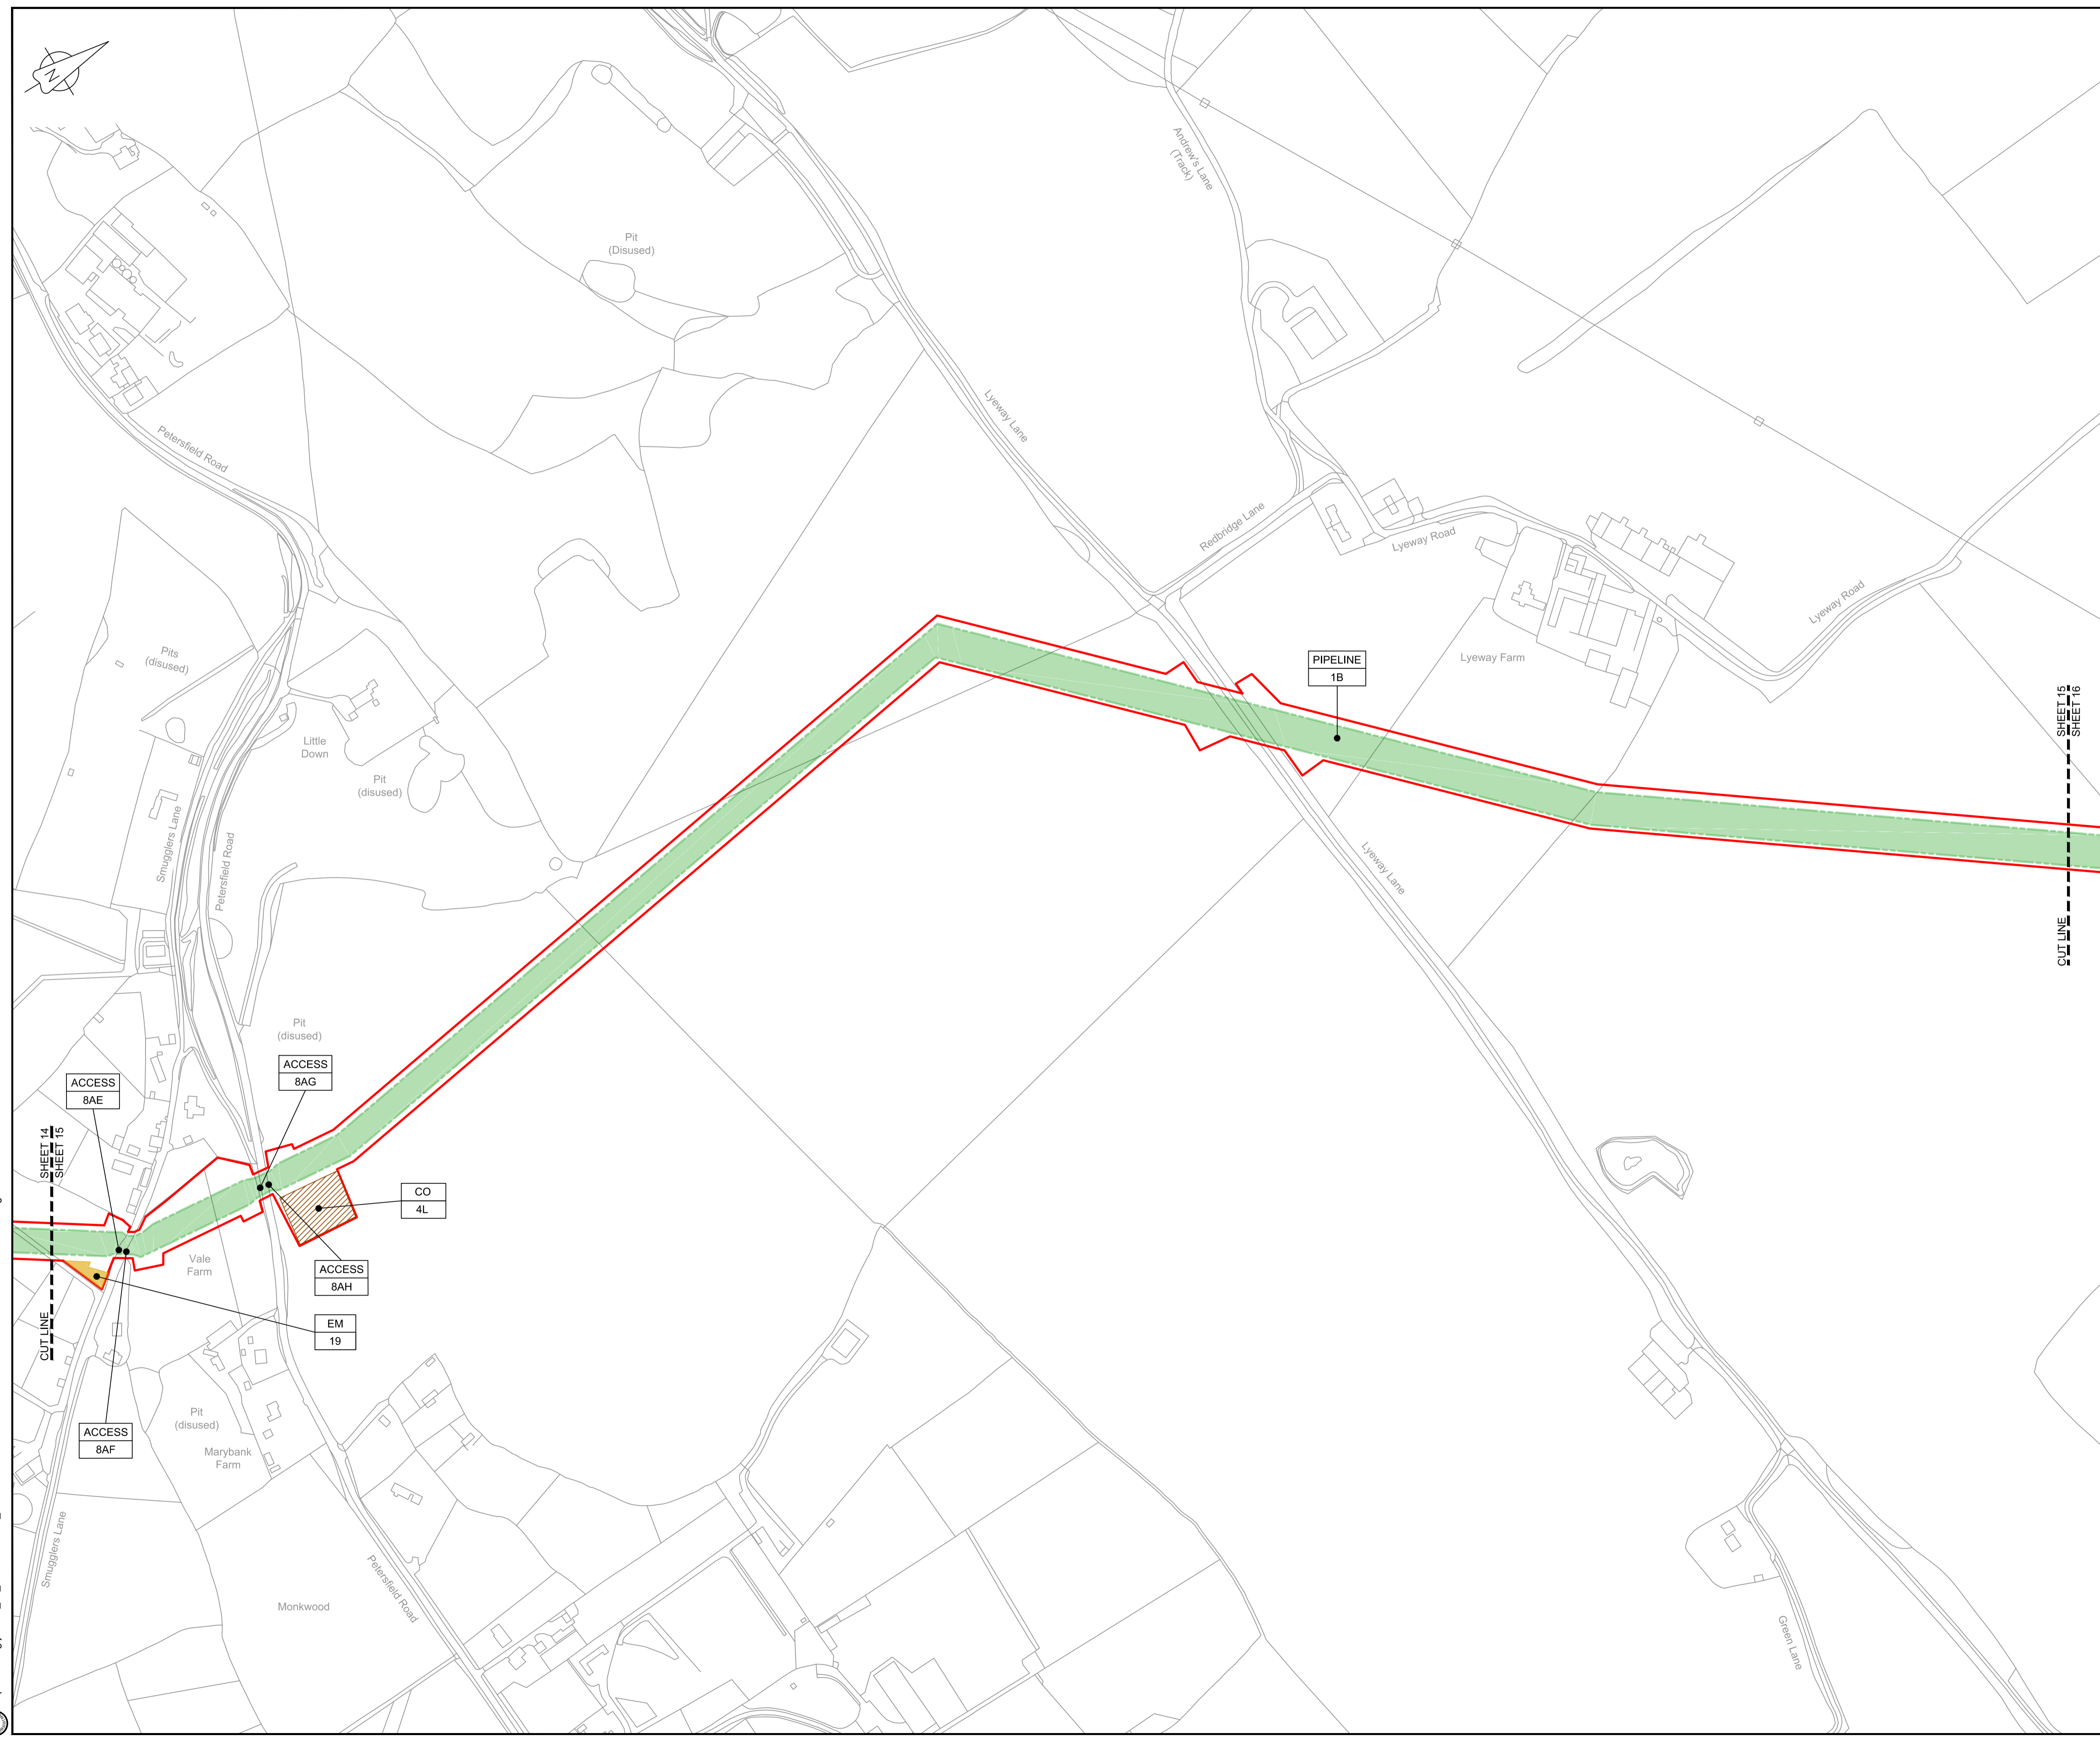 N
Andrew's Lane
(Track)
Pit
(Disused)
Lyeway Lane
Petersfield Road
Redbridge Lane
Lyeway Road
Lyeway Road
Pits
(disused)
PIPELINE
1B
Lyeway Farm
SHEET 15
SHEET 16
CUT LINE
Little
Down
Pit
(disused)
Smugglers Lane
Petersfield Road
Lyeway Lane
Pit
(disused)
ACCESS
8AG
ACCESS
8AE
SHEET 14
SHEET 15
CUT LINE
CO
4L
Vale
Farm
ACCESS
8AH
EM
19
Pit
(disused)
ACCESS
8AF
Marybank
Farm
Smugglers Lane
Petersfield Road
Monkwood
Green Lane